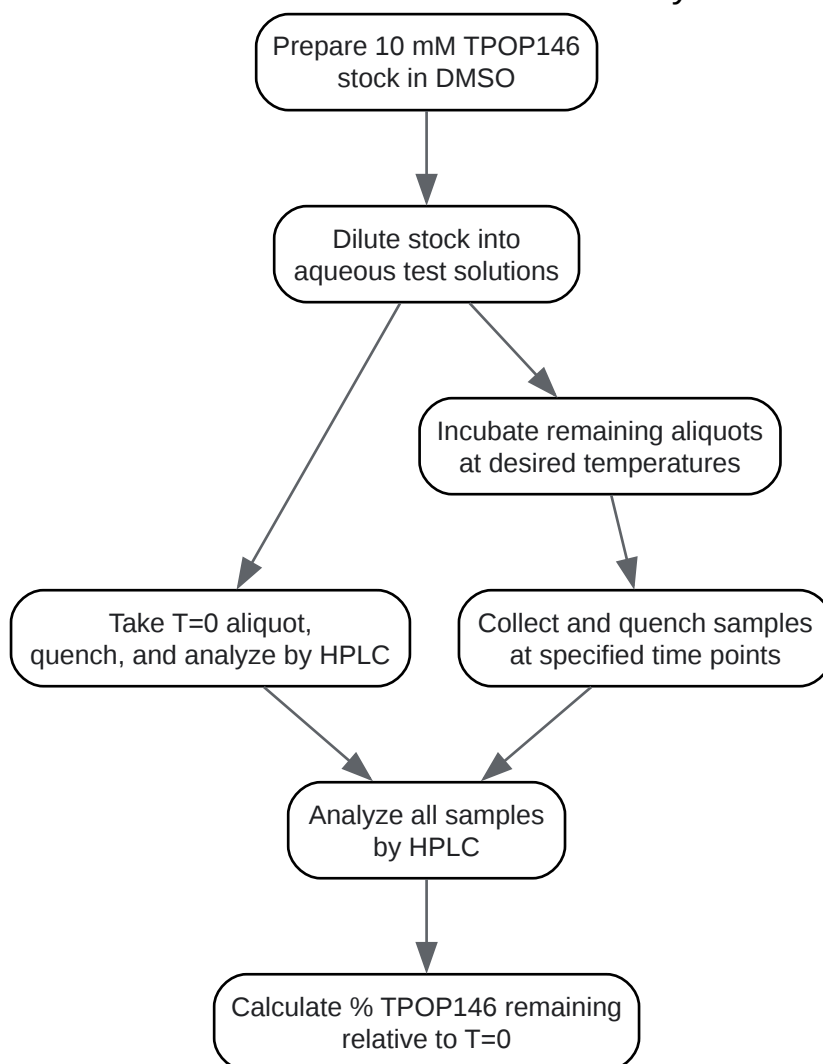 Prepare 10 mM TPOP146
stock in DMSO
Dilute stock into
aqueous test solutions
Incubate remaining aliquots
at desired temperatures
Take T=0 aliquot,
quench, and analyze by HPLC
Collect and quench samples
at specified time points
Analyze all samples
by HPLC
Calculate % TPOP146 remaining
relative to T=0